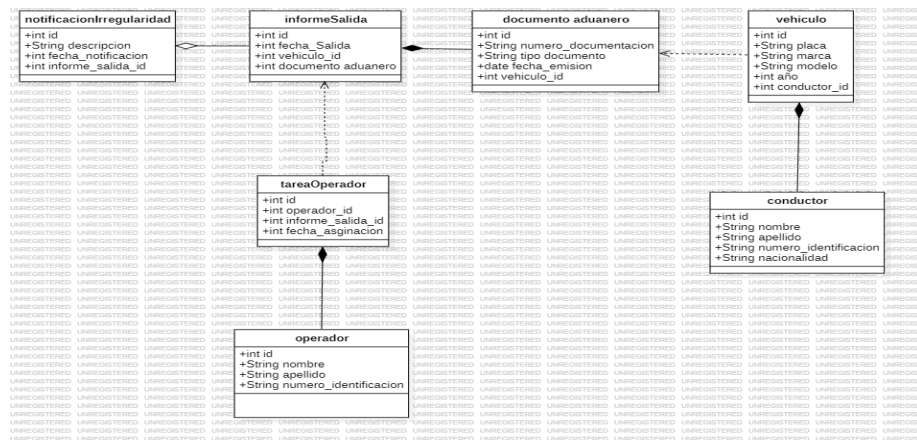 notificacionIrregularidad
+int id
+String descripcion
+int fecha_notificacion
+int informe_salida_id
informeSalida
+int id
+int fecha_Salida
+int vehiculo_id
+int documento aduanero
documento aduanero
+int id
+String numero_documentacion
+String tipo documento
+date fecha_emision
+int vehiculo_id
vehiculo
+int id
+String placa
+String marca
+String modelo
+int año
+int conductor_id
tareaOperador
+int id
+int operador_id
+int informe_salida_id
+int fecha_asginacion
conductor
+int id
+String nombre
+String apellido
+String numero_identificacion
+String nacionalidad
operador
+int id
+String nombre
+String apellido
+String numero_identificacion
UNREGISTERED